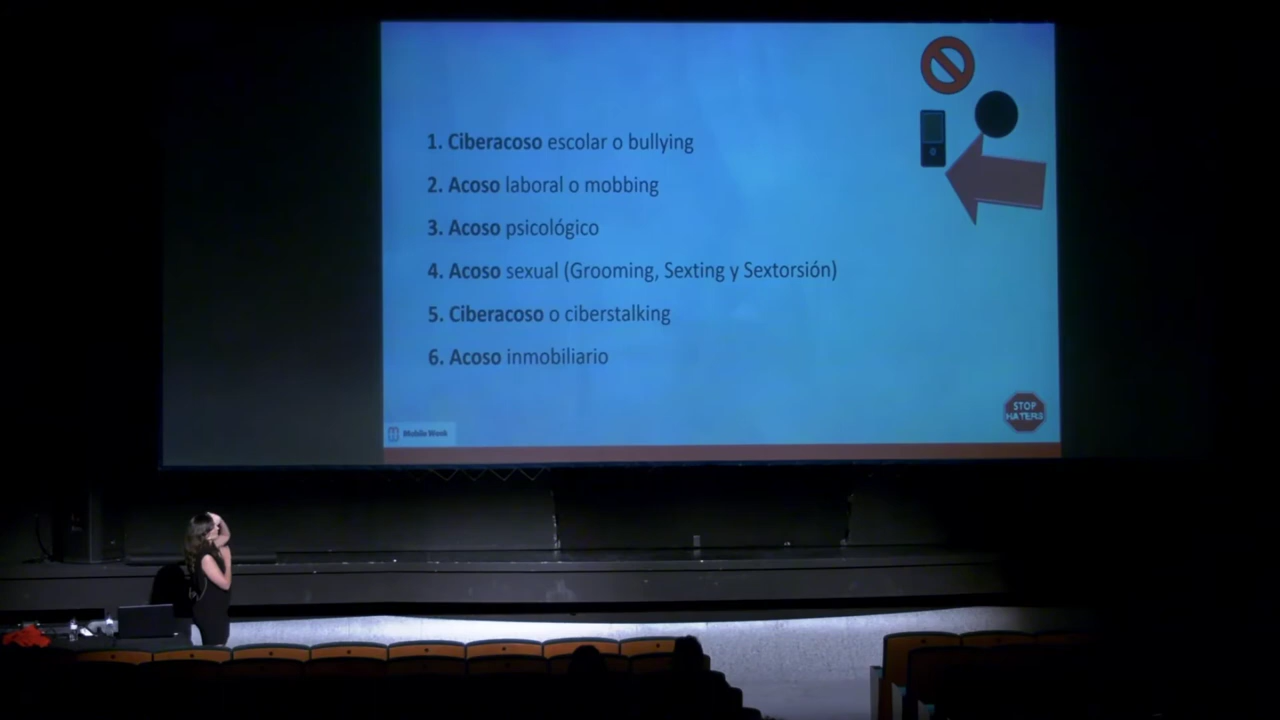 1. Ciberacoso escolar o bullying
2. Acoso laboral o mobbing
3. Acoso psicológico
4. Acoso sexual (Grooming, Sexting y Sextorsión)
5. Ciberacoso o ciberstalking
6. Acoso inmobiliario
STOP
HATERS
Mobile Week